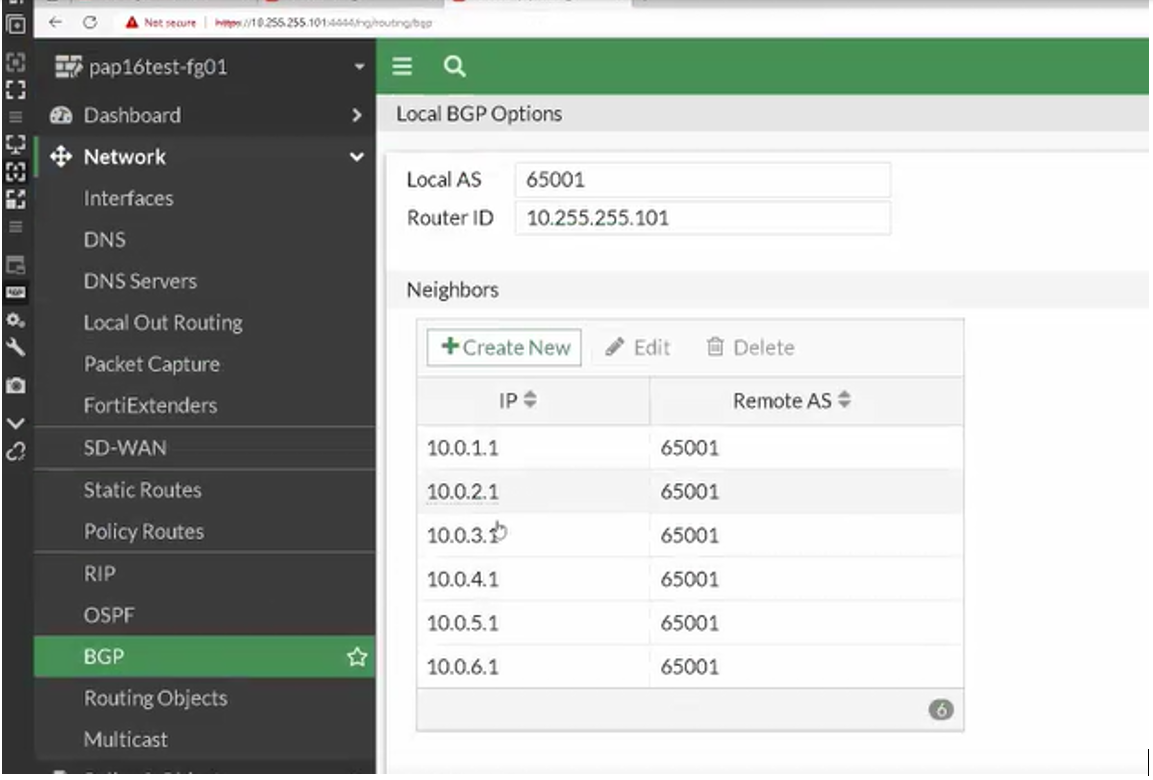 Not secure | https://10.255.255.101:4444/ng/routing/bgp
pap16test-fg01
Dashboard
Network
Interfaces
DNS
DNS Servers
Local Out Routing
Packet Capture
FortiExtenders
SD-WAN
Static Routes
Policy Routes
RIP
OSPF
BGP
Routing Objects
Multicast
Local BGP Options
Local AS 65001
Router ID 10.255.255.101
Neighbors
+Create New Edit Delete
IP Remote AS
10.0.1.1 65001
10.0.2.1 65001
10.0.3.1 65001
10.0.4.1 65001
10.0.5.1 65001
10.0.6.1 65001
6